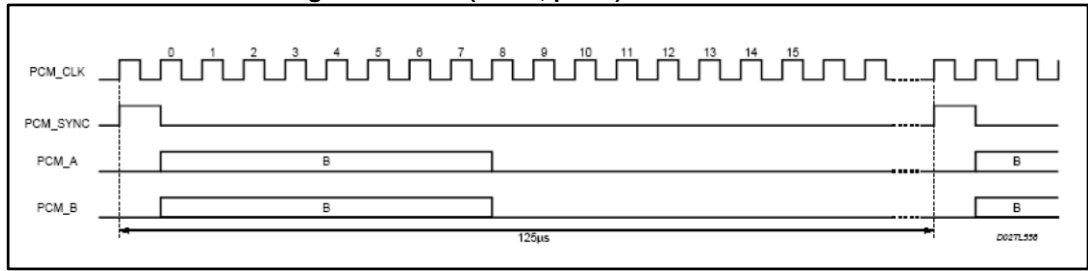 0 1 2 3 4 5 6 7 8 9 10 11 12 13 14 15
PCM_CLK
PCM_SYNC
PCM_A B B
PCM_B B B
125µs
D02TL558